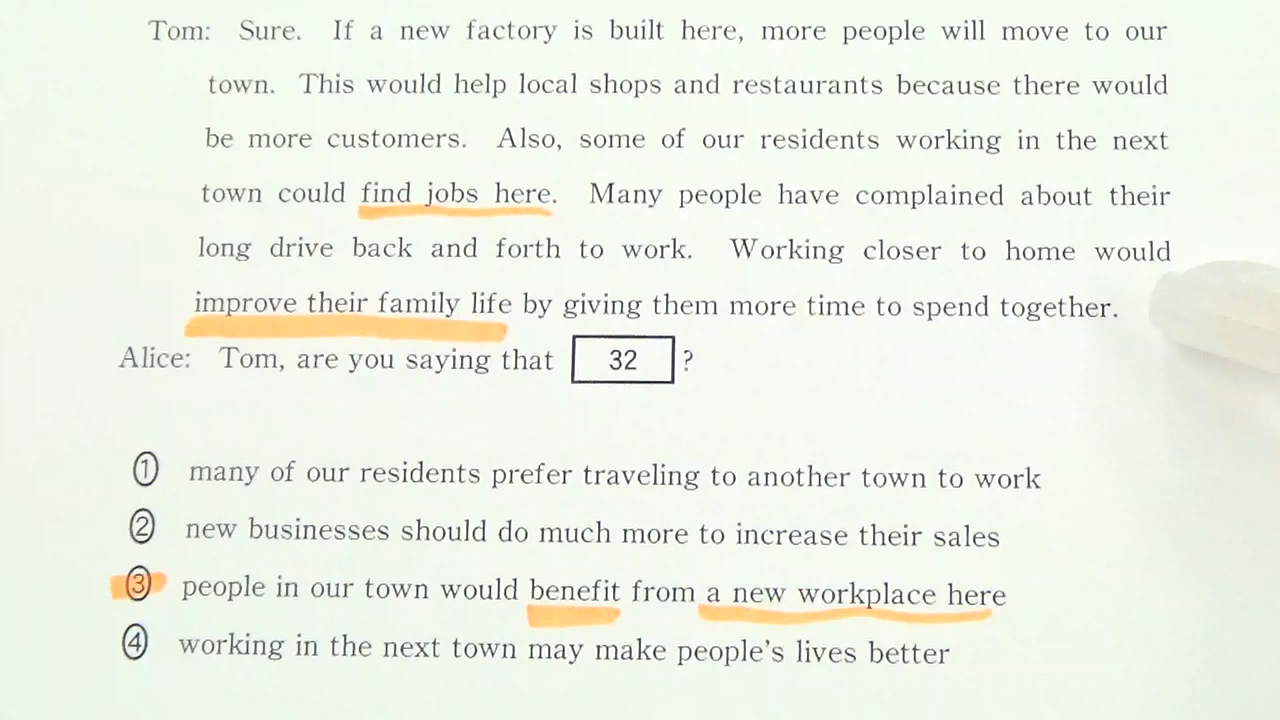 Tom: Sure. If a new factory is built here, more people will move to our
town. This would help local shops and restaurants because there would
be more customers. Also, some of our residents working in the next
town could find jobs here. Many people have complained about their
long drive back and forth to work. Working closer to home would
improve their family life by giving them more time to spend together.
Alice: Tom, are you saying that 32 ?
① many of our residents prefer traveling to another town to work
② new businesses should do much more to increase their sales
③ people in our town would benefit from a new workplace here
④ working in the next town may make people's lives better